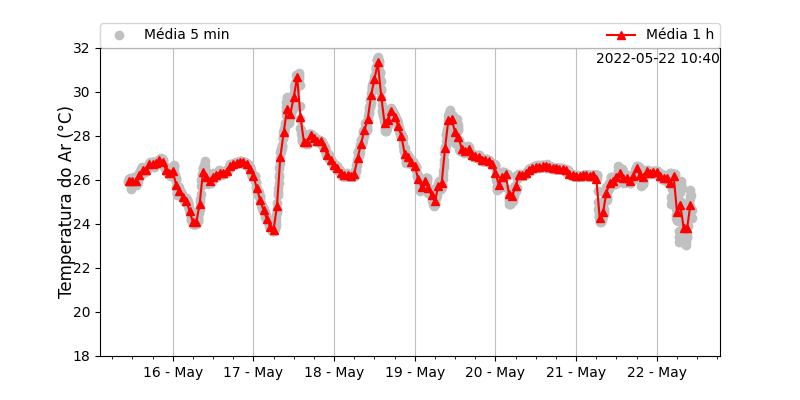 Média 5 min
Média 1 h
2022-05-22 10:40
Temperatura do Ar (°C)
32
30
28
26
24
22
20
18
16 - May
17 - May
18 - May
19 - May
20 - May
21 - May
22 - May